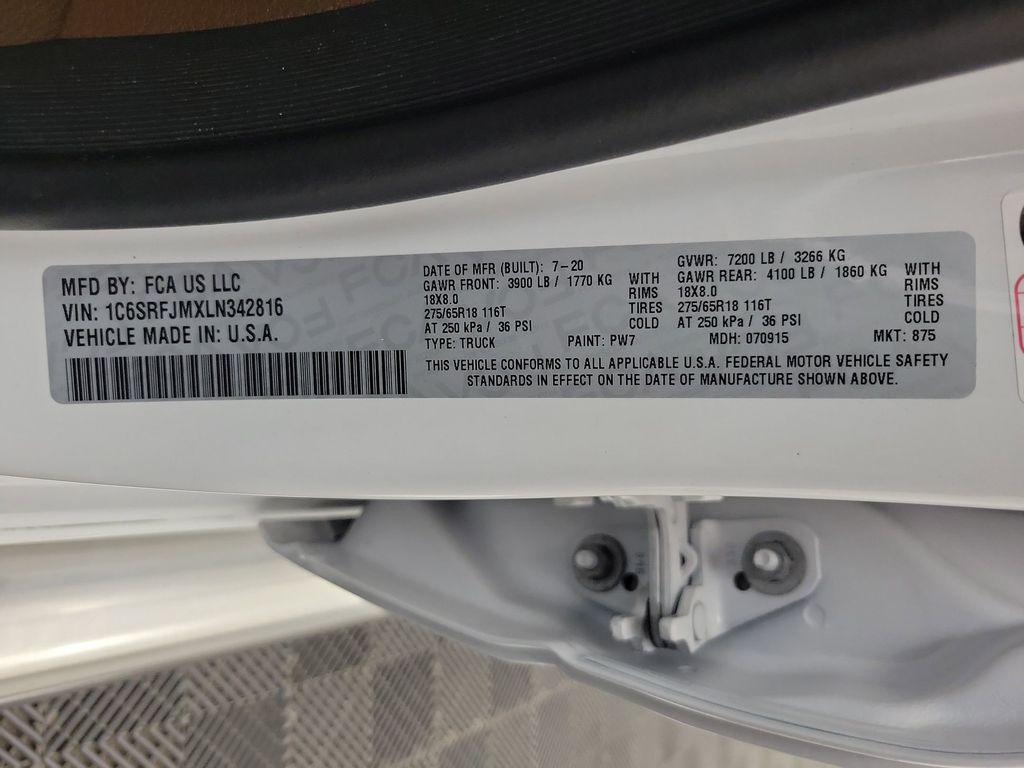 MFD BY: FCA US LLC
VIN: 1C6SRFJMXLN342816
VEHICLE MADE IN: U.S.A.
DATE OF MFR (BUILT): 7-20
GAWR FRONT: 3900 LB / 1770 KG WITH
18X8.0 RIMS
275/65R18 116T TIRES
AT 250 kPa / 36 PSI COLD
GVWR: 7200 LB / 3266 KG
GAWR REAR: 4100 LB / 1860 KG WITH
18X8.0 RIMS
275/65R18 116T TIRES
AT 250 kPa / 36 PSI COLD
TYPE: TRUCK PAINT: PW7 MDH: 070915 MKT: 875
THIS VEHICLE CONFORMS TO ALL APPLICABLE U.S.A. FEDERAL MOTOR VEHICLE SAFETY
STANDARDS IN EFFECT ON THE DATE OF MANUFACTURE SHOWN ABOVE.